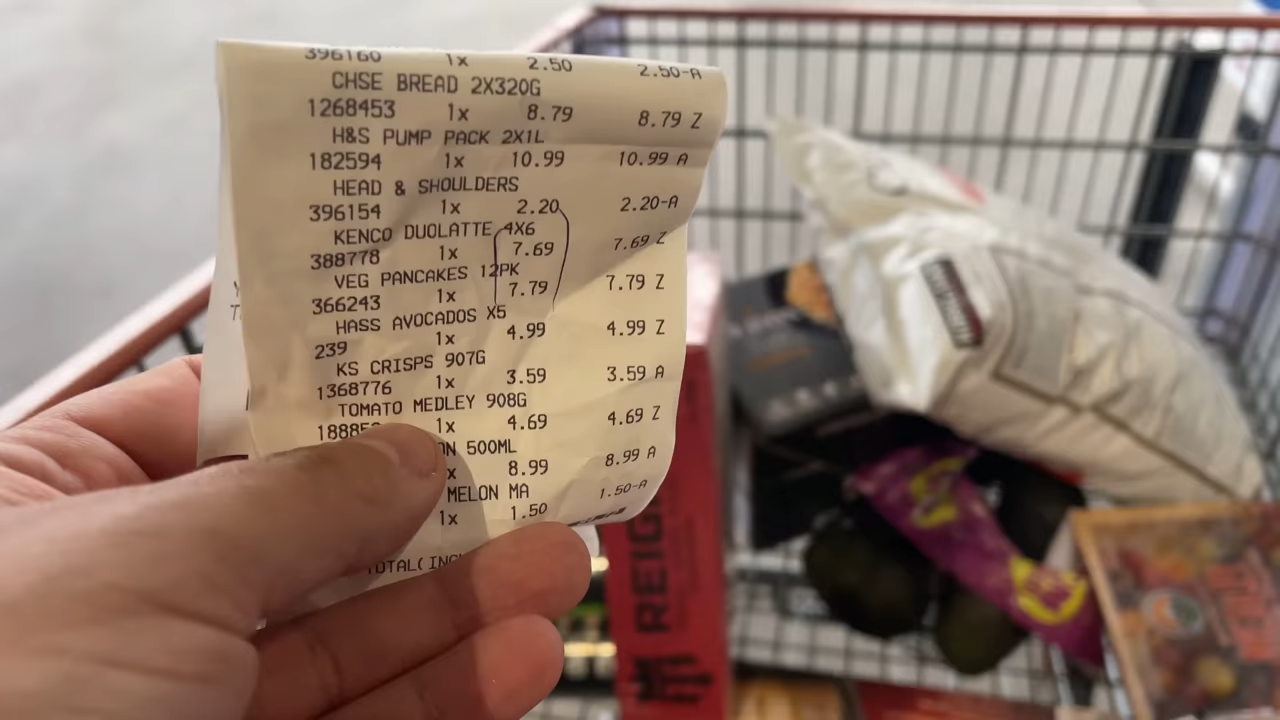 396160 1x 2.50 2.50-A
CHSE BREAD 2X320G
1268453 1x 8.79 8.79 Z
H&S PUMP PACK 2X1L
182594 1x 10.99 10.99 A
HEAD & SHOULDERS
396154 1x 2.20 2.20-A
KENCO DUOLATTE 4X6
388778 1x 7.69 7.69 Z
VEG PANCAKES 12PK
366243 1x 7.79 7.79 Z
HASS AVOCADOS X5
239 1x 4.99 4.99 Z
KS CRISPS 907G
1368776 1x 3.59 3.59 A
TOMATO MEDLEY 908G
1x 4.69 4.69 Z
500ML
8.99 8.99 A
MELON MA
1x 1.50 1.50-A
REIG